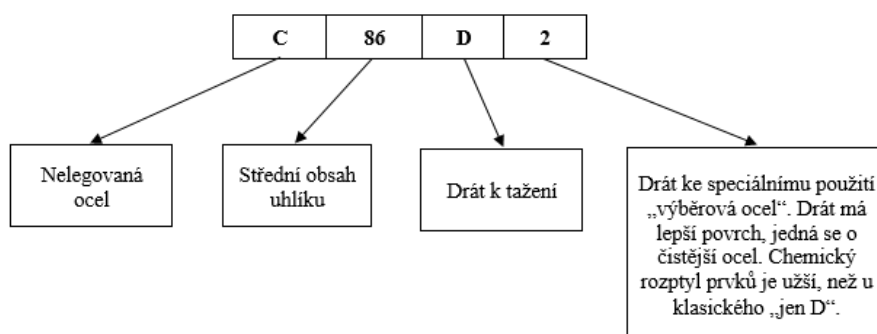 C 86 D 2
Nelegovaná
ocel
Střední obsah
uhlíku
Drát k tažení
Drát ke speciálnímu použití
„výběrová ocel“. Drát má
lepší povrch, jedná se o
čistější ocel. Chemický
rozptyl prvků je užší, než u
klasického „jen D“.